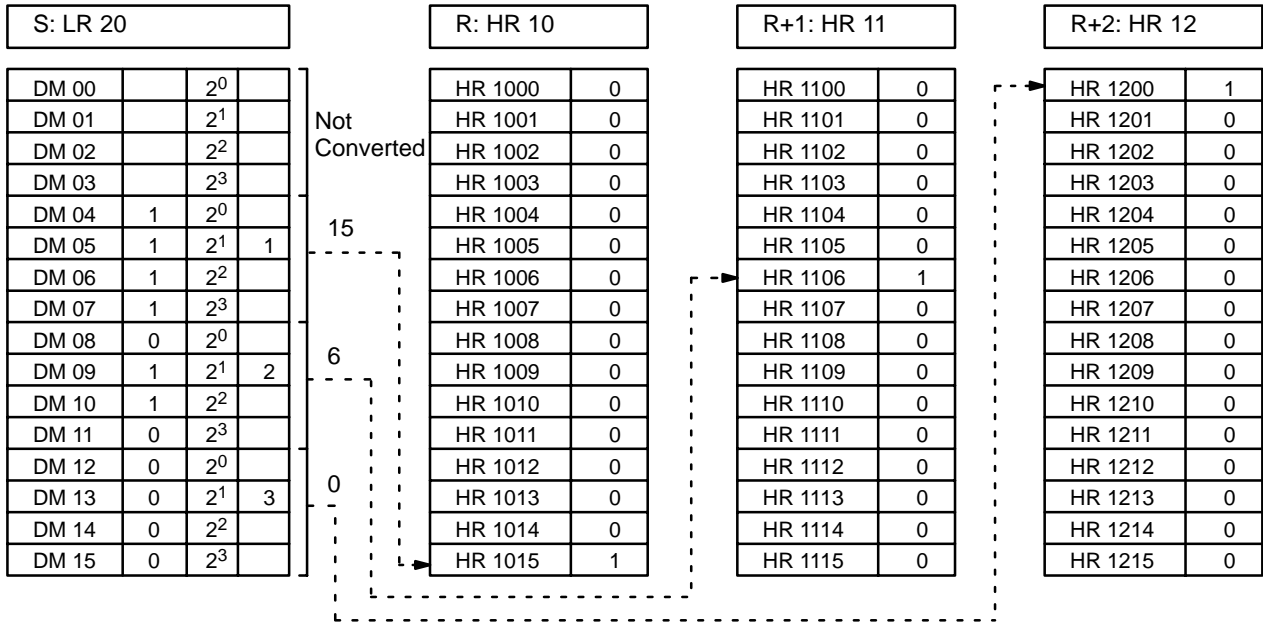 S: LR 20 R: HR 10 R+1: HR 11 R+2: HR 12
DM 00 2⁰ HR 1000 0 HR 1100 0 HR 1200 1
DM 01 2¹ Not HR 1001 0 HR 1101 0 HR 1201 0
DM 02 2² Converted HR 1002 0 HR 1102 0 HR 1202 0
DM 03 2³ HR 1003 0 HR 1103 0 HR 1203 0
DM 04 1 2⁰ 15 HR 1004 0 HR 1104 0 HR 1204 0
DM 05 1 2¹ 1 HR 1005 0 HR 1105 0 HR 1205 0
DM 06 1 2² HR 1006 0 HR 1106 1 HR 1206 0
DM 07 1 2³ HR 1007 0 HR 1107 0 HR 1207 0
DM 08 0 2⁰ 6 HR 1008 0 HR 1108 0 HR 1208 0
DM 09 1 2¹ 2 HR 1009 0 HR 1109 0 HR 1209 0
DM 10 1 2² HR 1010 0 HR 1110 0 HR 1210 0
DM 11 0 2³ HR 1011 0 HR 1111 0 HR 1211 0
DM 12 0 2⁰ 0 HR 1012 0 HR 1112 0 HR 1212 0
DM 13 0 2¹ 3 HR 1013 0 HR 1113 0 HR 1213 0
DM 14 0 2² HR 1014 0 HR 1114 0 HR 1214 0
DM 15 0 2³ HR 1015 1 HR 1115 0 HR 1215 0